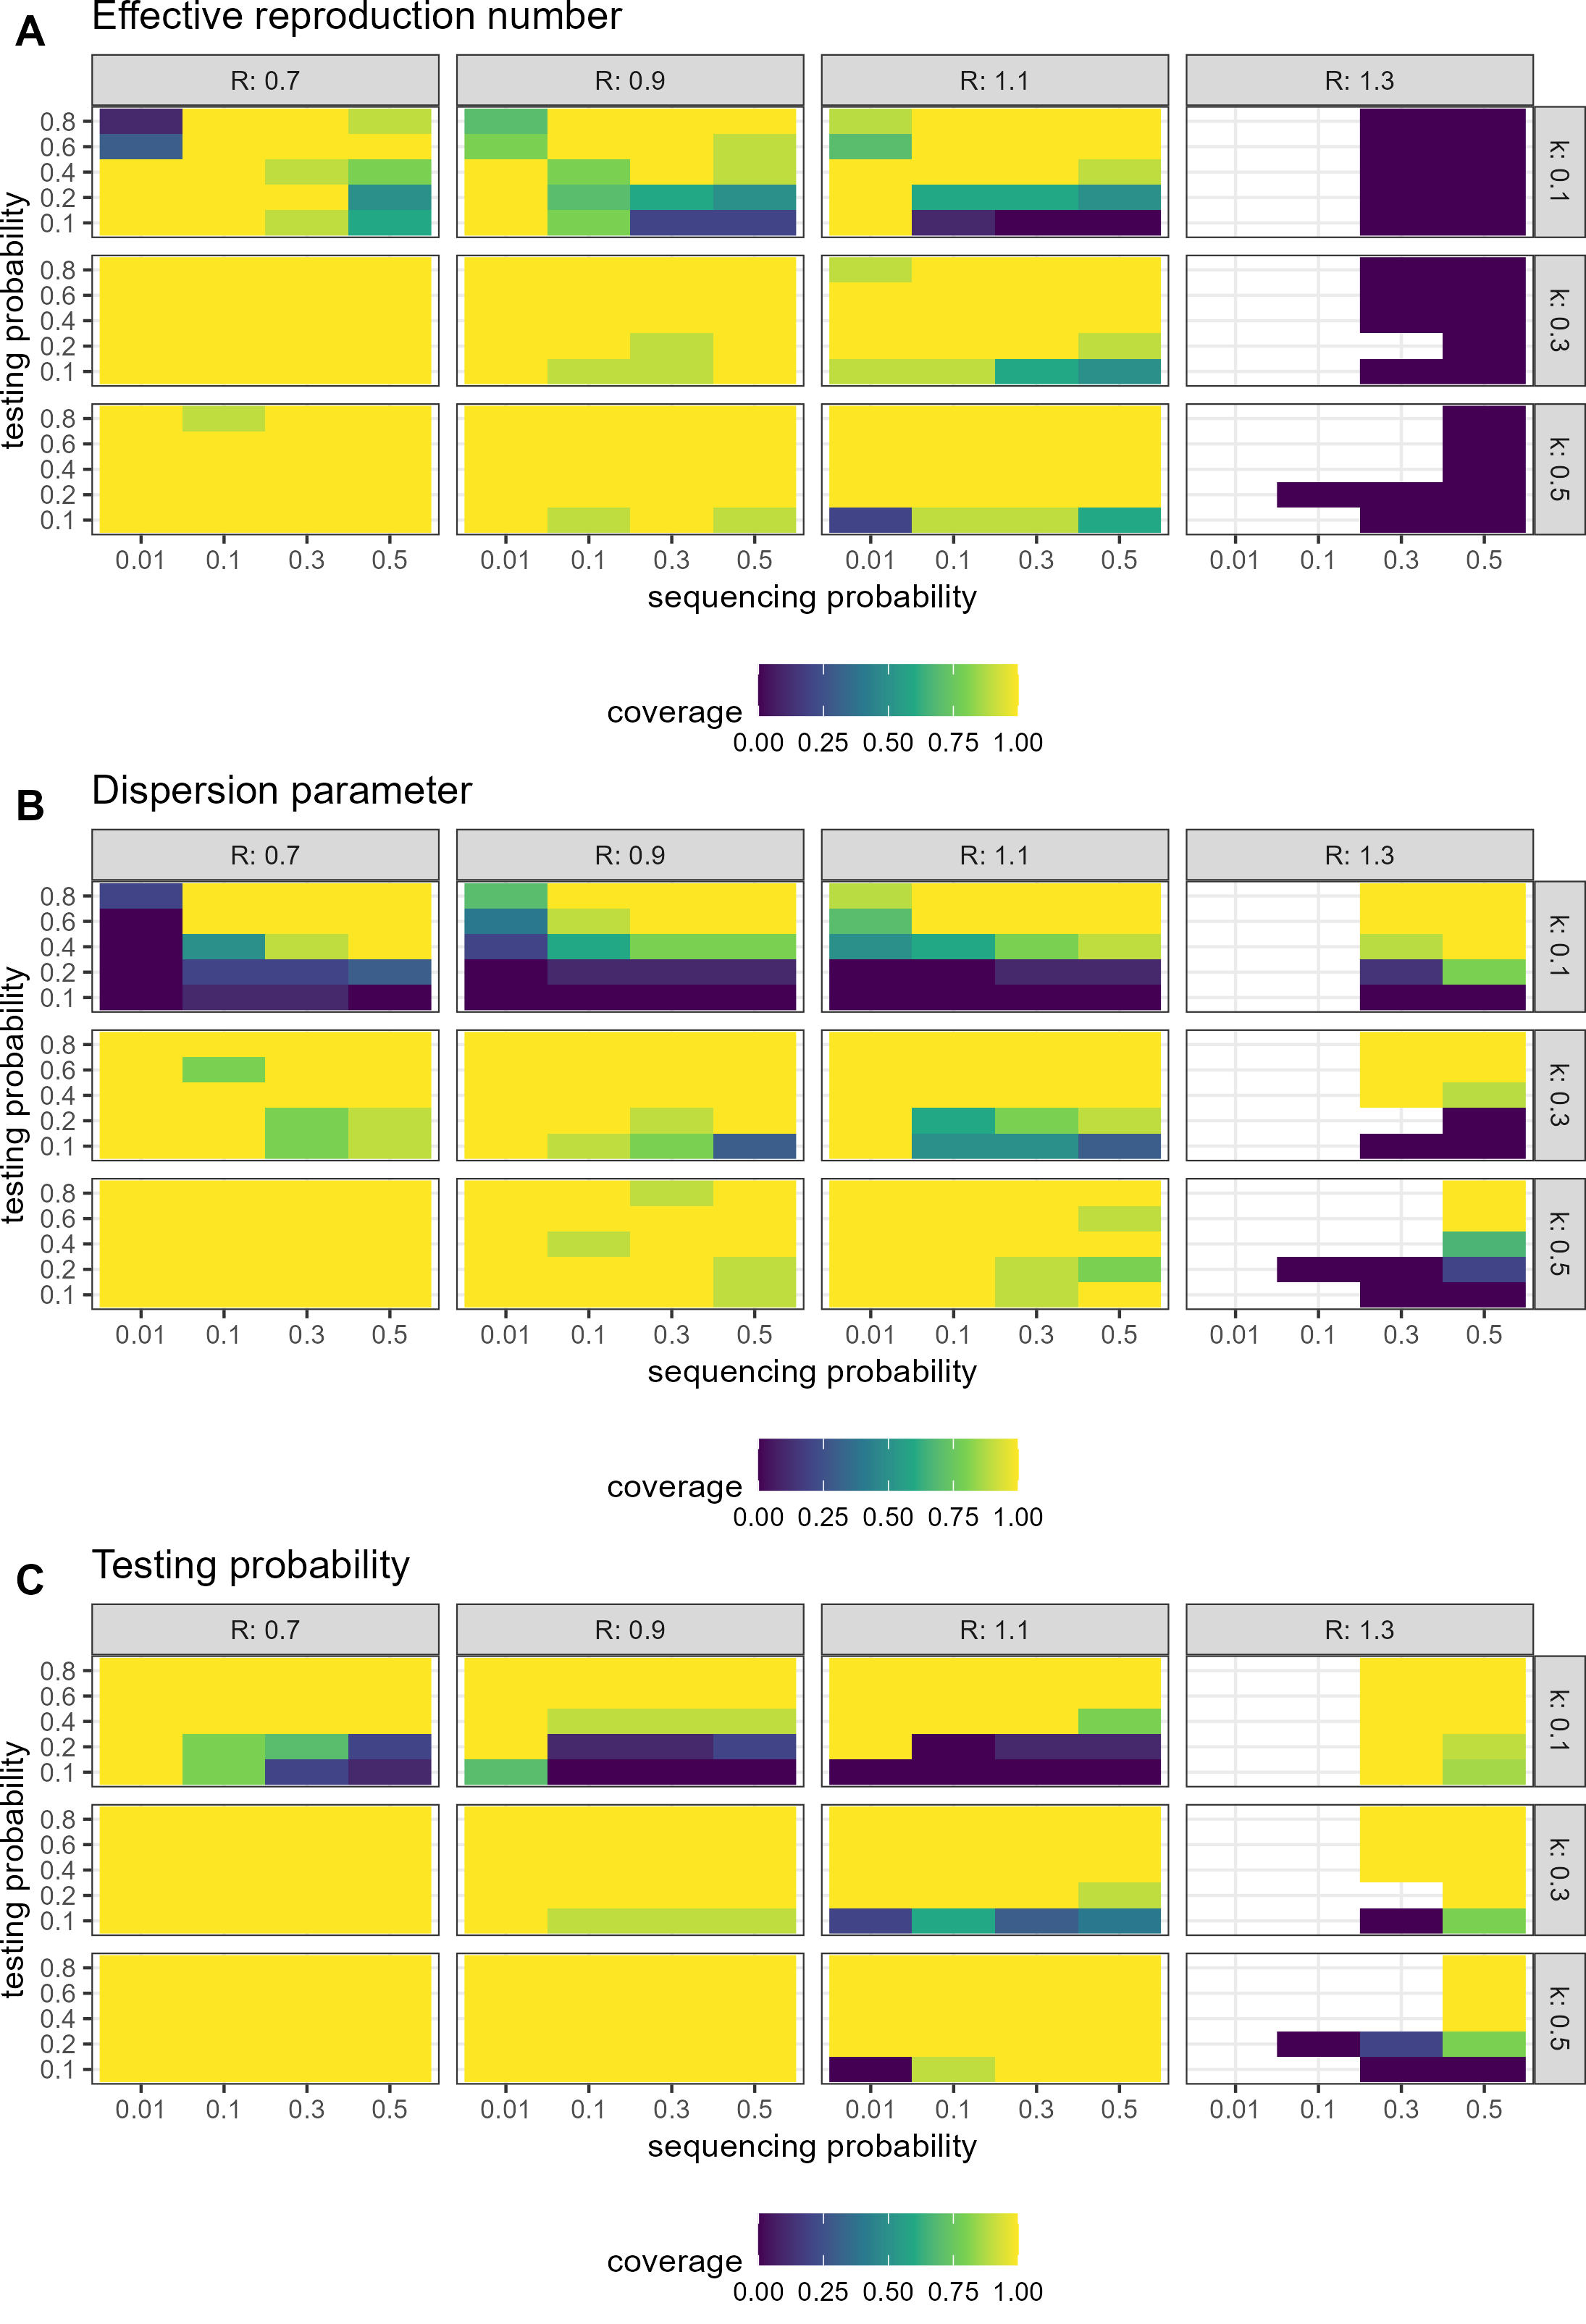 A Effective reproduction number
R: 0.7 R: 0.9 R: 1.1 R: 1.3
0.8
0.6
0.4
0.2
0.1
k: 0.1
0.8
0.6
0.4
0.2
0.1
k: 0.3
0.8
0.6
0.4
0.2
0.1
k: 0.5
testing probability
0.01 0.1 0.3 0.5 0.01 0.1 0.3 0.5 0.01 0.1 0.3 0.5 0.01 0.1 0.3 0.5
sequencing probability
coverage
0.00 0.25 0.50 0.75 1.00
B Dispersion parameter
R: 0.7 R: 0.9 R: 1.1 R: 1.3
0.8
0.6
0.4
0.2
0.1
k: 0.1
0.8
0.6
0.4
0.2
0.1
k: 0.3
0.8
0.6
0.4
0.2
0.1
k: 0.5
testing probability
0.01 0.1 0.3 0.5 0.01 0.1 0.3 0.5 0.01 0.1 0.3 0.5 0.01 0.1 0.3 0.5
sequencing probability
coverage
0.00 0.25 0.50 0.75 1.00
C Testing probability
R: 0.7 R: 0.9 R: 1.1 R: 1.3
0.8
0.6
0.4
0.2
0.1
k: 0.1
0.8
0.6
0.4
0.2
0.1
k: 0.3
0.8
0.6
0.4
0.2
0.1
k: 0.5
testing probability
0.01 0.1 0.3 0.5 0.01 0.1 0.3 0.5 0.01 0.1 0.3 0.5 0.01 0.1 0.3 0.5
sequencing probability
coverage
0.00 0.25 0.50 0.75 1.00